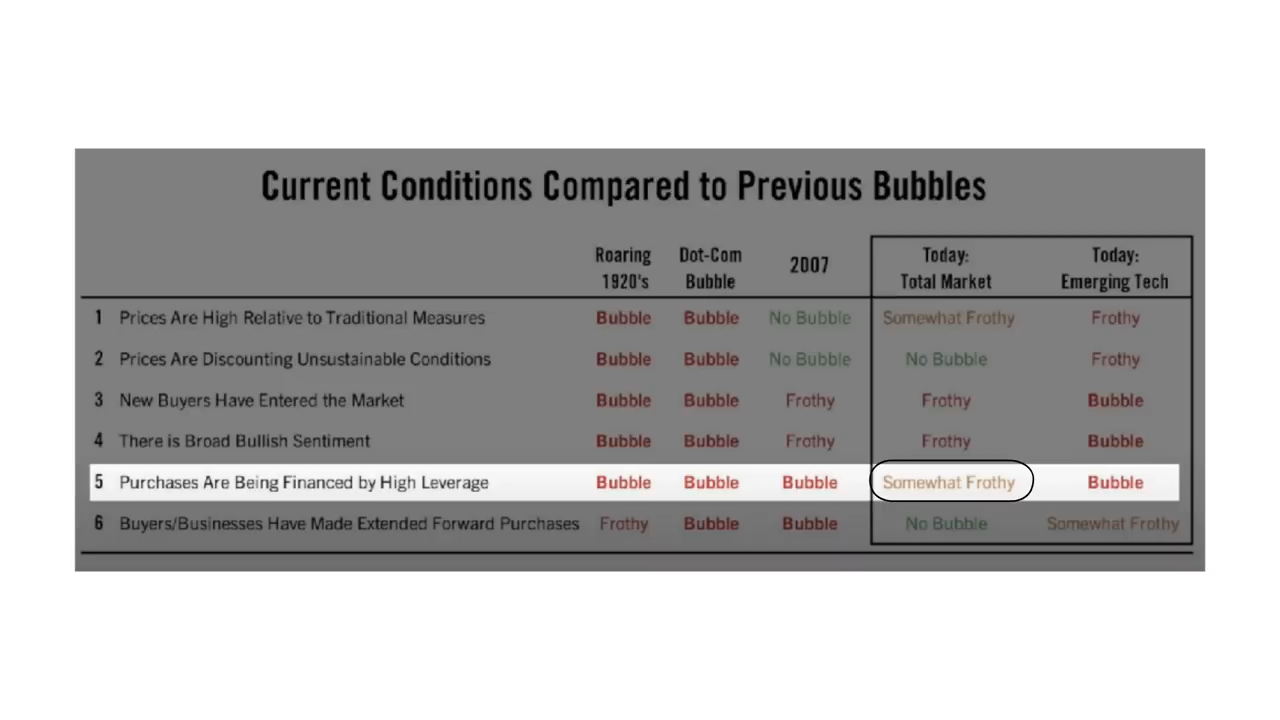 Current Conditions Compared to Previous Bubbles
Roaring 1920's Dot-Com Bubble 2007 Today: Total Market Today: Emerging Tech
1 Prices Are High Relative to Traditional Measures Bubble Bubble No Bubble Somewhat Frothy Frothy
2 Prices Are Discounting Unsustainable Conditions Bubble Bubble No Bubble No Bubble Frothy
3 New Buyers Have Entered the Market Bubble Bubble Frothy Frothy Bubble
4 There is Broad Bullish Sentiment Bubble Bubble Frothy Frothy Bubble
5 Purchases Are Being Financed by High Leverage Bubble Bubble Bubble Somewhat Frothy Bubble
6 Buyers/Businesses Have Made Extended Forward Purchases Frothy Bubble Bubble No Bubble Somewhat Frothy